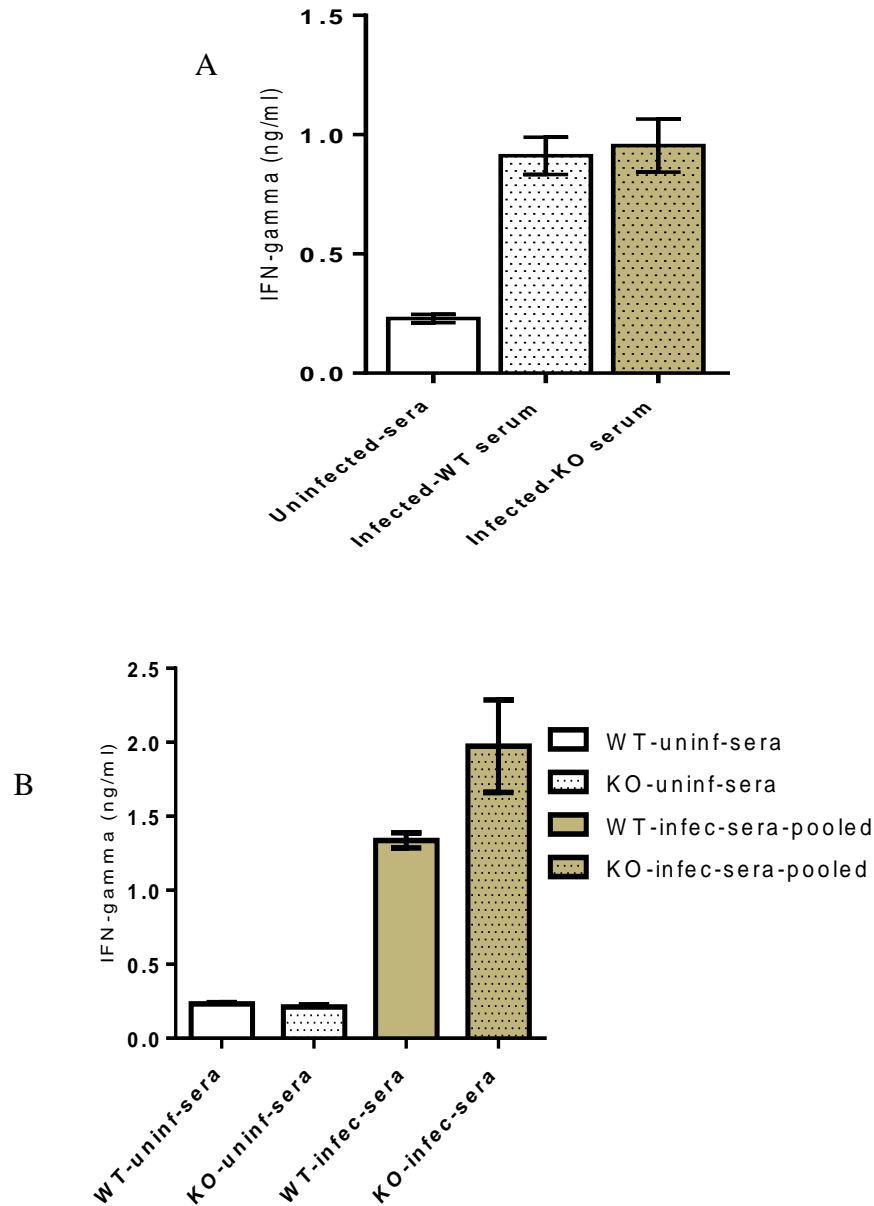 A
IFN-gamma (ng/ml)
1.5
1.0
0.5
0.0
Uninfected-sera
Infected-WT serum
Infected-KO serum
B
IFN-gamma (ng/ml)
2.5
2.0
1.5
1.0
0.5
0.0
WT-uninf-sera
KO-uninf-sera
WT-infec-sera
KO-infec-sera
WT-uninf-sera
KO-uninf-sera
WT-infec-sera-pooled
KO-infec-sera-pooled